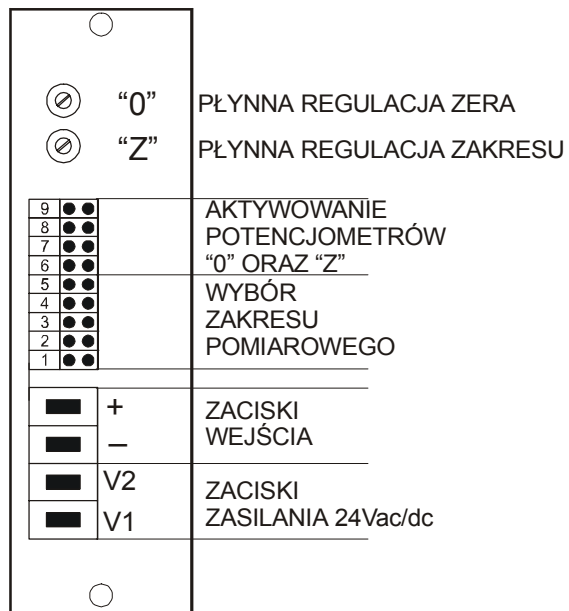 “0” PŁYNNA REGULACJA ZERA
“Z” PŁYNNA REGULACJA ZAKRESU
9 AKTYWOWANIE
8 POTENCJOMETRÓW
7
6 “0” ORAZ “Z”
5 WYBÓR
4
3 ZAKRESU
2 POMIAROWEGO
1
+ ZACISKI
– WEJŚCIA
V2 ZACISKI
V1 ZASILANIA 24Vac/dc